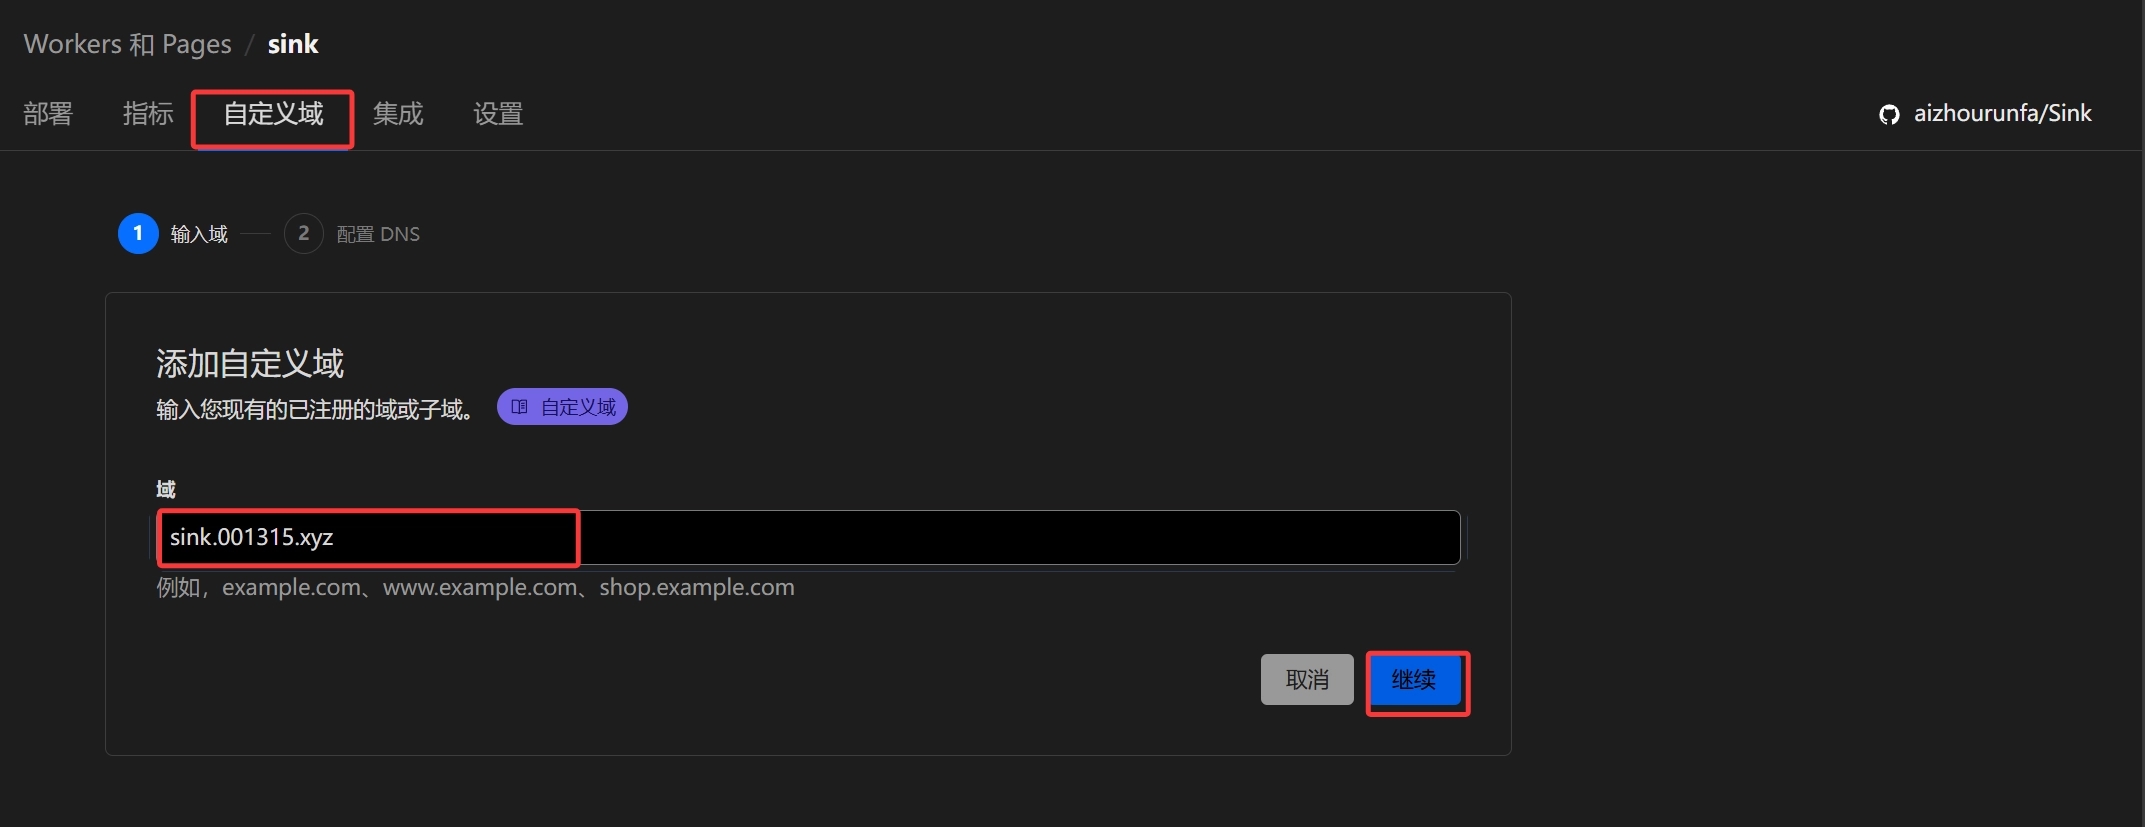 Workers 和 Pages / sink
部署 指标 自定义域 集成 设置 aizhourunfa/Sink
1 输入域 2 配置 DNS
添加自定义域
输入您现有的已注册的域或子域。 自定义域
域
sink.001315.xyz
例如，example.com、www.example.com、shop.example.com
取消 继续